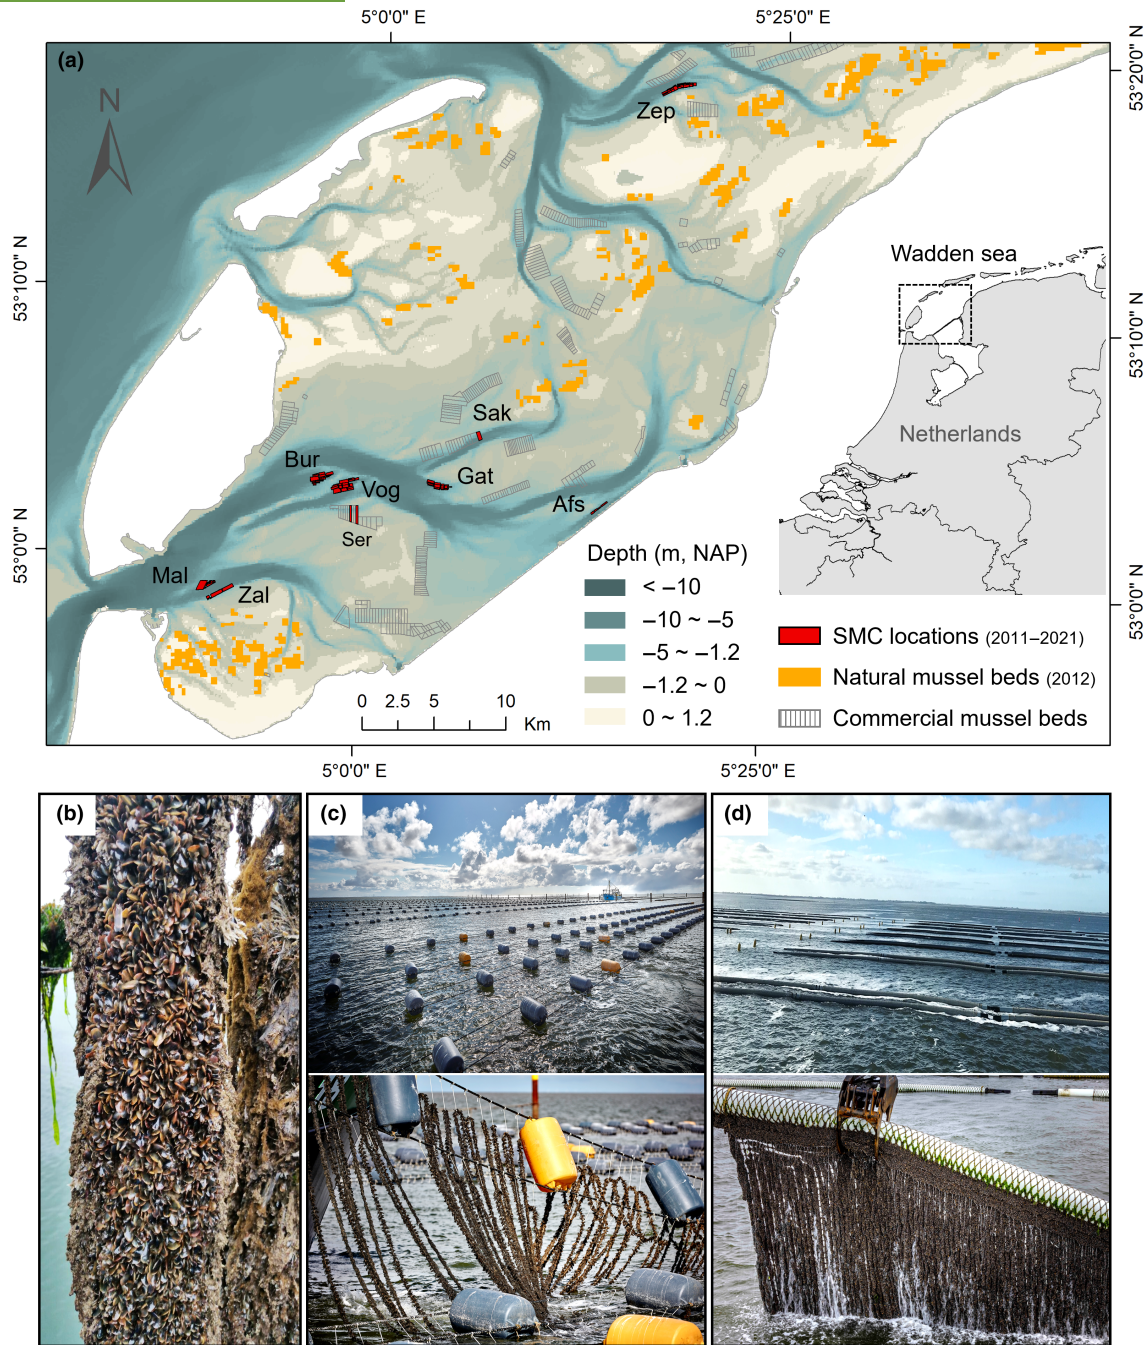 5°0'0" E
5°25'0" E
(a)
N
53°20'0" N
Zep
Wadden sea
53°10'0" N
53°10'0" N
Netherlands
Sak
Bur
Vog
Gat
Afs
Ser
53°0'0" N
Mal
Zal
Depth (m, NAP)
< −10
−10 ~ −5
−5 ~ −1.2
−1.2 ~ 0
0 ~ 1.2
53°0'0" N
SMC locations (2011–2021)
Natural mussel beds (2012)
Commercial mussel beds
0 2.5 5 10
Km
5°0'0" E
5°25'0" E
(b)
(c)
(d)